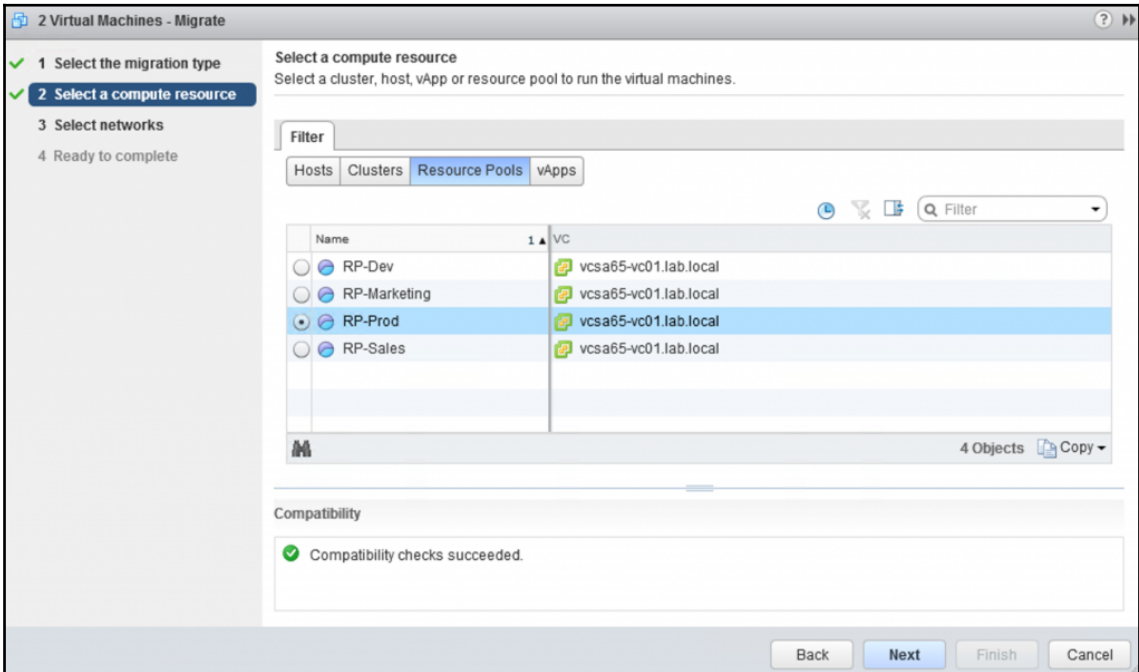 2 Virtual Machines - Migrate
?
1 Select the migration type
2 Select a compute resource
3 Select networks
4 Ready to complete
Select a compute resource
Select a cluster, host, vApp or resource pool to run the virtual machines.
Filter
Hosts Clusters Resource Pools vApps
Filter
Name 1 VC
RP-Dev vcsa65-vc01.lab.local
RP-Marketing vcsa65-vc01.lab.local
RP-Prod vcsa65-vc01.lab.local
RP-Sales vcsa65-vc01.lab.local
4 Objects Copy
Compatibility
Compatibility checks succeeded.
Back Next Finish Cancel